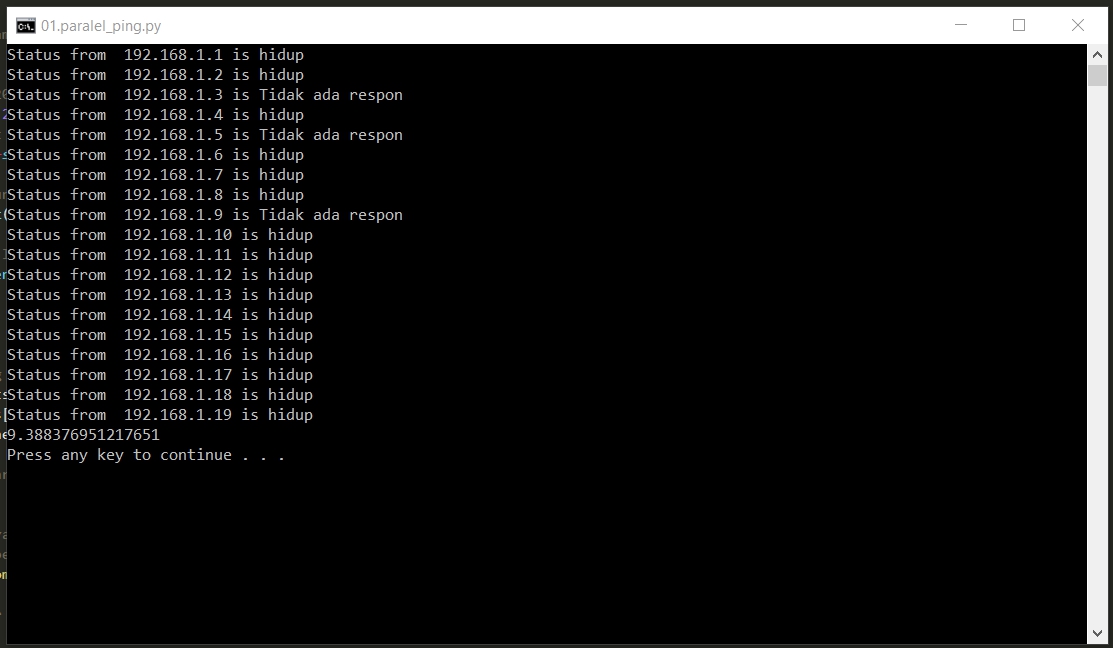 01.paralel_ping.py
Status from  192.168.1.1 is hidup
Status from  192.168.1.2 is hidup
Status from  192.168.1.3 is Tidak ada respon
Status from  192.168.1.4 is hidup
Status from  192.168.1.5 is Tidak ada respon
Status from  192.168.1.6 is hidup
Status from  192.168.1.7 is hidup
Status from  192.168.1.8 is hidup
Status from  192.168.1.9 is Tidak ada respon
Status from  192.168.1.10 is hidup
Status from  192.168.1.11 is hidup
Status from  192.168.1.12 is hidup
Status from  192.168.1.13 is hidup
Status from  192.168.1.14 is hidup
Status from  192.168.1.15 is hidup
Status from  192.168.1.16 is hidup
Status from  192.168.1.17 is hidup
Status from  192.168.1.18 is hidup
Status from  192.168.1.19 is hidup
9.388376951217651
Press any key to continue . . .